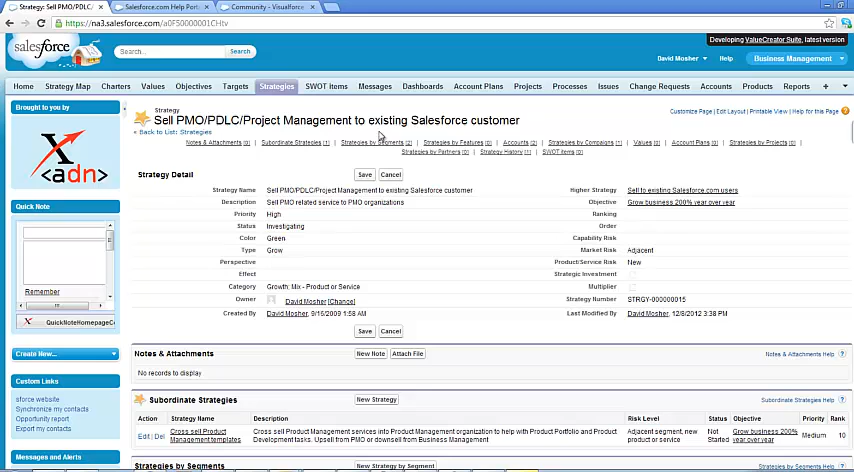 Strategy: Sell PMO/PDLC/
Salesforce.com Help Port
Community - Visualforce
https://na3.salesforce.com/a0F50000001CHtv
Developing ValueCreator Suite, latest version
salesforce
Search...
Search
David Mosher
Help
Business Management
Home
Strategy Map
Charters
Values
Objectives
Targets
Strategies
SWOT Items
Messages
Dashboards
Account Plans
Projects
Processes
Issues
Change Requests
Accounts
Products
Reports
+
Brought to you by
X
<adn>
Quick Note
Remember
QuickNoteHomepageC
Create New...
Custom Links
sforce website
Synchronize my contacts
Opportunity report
Export my contacts
Messages and Alerts
Strategy
Sell PMO/PDLC/Project Management to existing Salesforce customer
Customize Page | Edit Layout | Printable View | Help for this Page
« Back to List: Strategies
Notes & Attachments [0] | Subordinate Strategies [1] | Strategies by Segments [2] | Strategies by Features [0] | Accounts [2] | Strategies by Campaigns [1] | Values [0] | Account Plans [0] | Strategies by Projects [0] |
Strategies by Partners [0] | Strategy History [1] | SWOT items [0]
Strategy Detail
Save
Cancel
Strategy Name Sell PMO/PDLC/Project Management to existing Salesforce customer
Higher Strategy Sell to existing Salesforce.com users
Description Sell PMO related service to PMO organizations
Objective Grow business 200% year over year
Priority High
Ranking
Status Investigating
Order
Color Green
Capability Risk
Type Grow
Market Risk Adjacent
Perspective
Product/Service Risk New
Effect
Strategic Investment
Category Growth; Mix - Product or Service
Multiplier
Owner David Mosher [Change]
Strategy Number STRGY-000000015
Created By David Mosher, 9/15/2009 1:58 AM
Last Modified By David Mosher, 12/8/2012 3:38 PM
Save
Cancel
Notes & Attachments
New Note
Attach File
Notes & Attachments Help
No records to display
Subordinate Strategies
New Strategy
Subordinate Strategies Help
Action Strategy Name Description Risk Level Status Objective Priority Rank
Edit | Del Cross sell Product Management templates
Cross sell Product Management services into Product Management organization to help with Product Portfolio and Product
Development tasks. Upsell from PMO or downsell from Business Management
Adjacent segment, new product or service
Not Started
Grow business 200% year over year
Medium
10
Strategies by Segments
New Strategy by Segment
Strategies by Segments Help